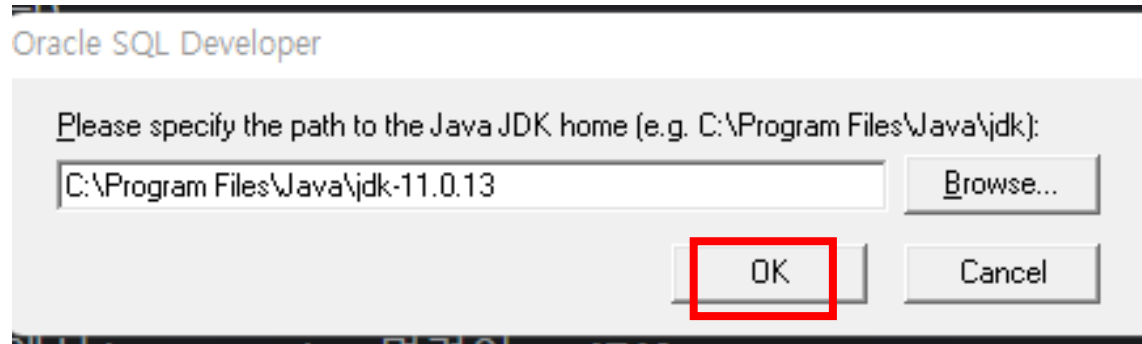 Oracle SQL Developer
Please specify the path to the Java JDK home (e.g. C:\Program Files\Java\jdk):
C:\Program Files\Java\jdk-11.0.13
Browse...
OK
Cancel